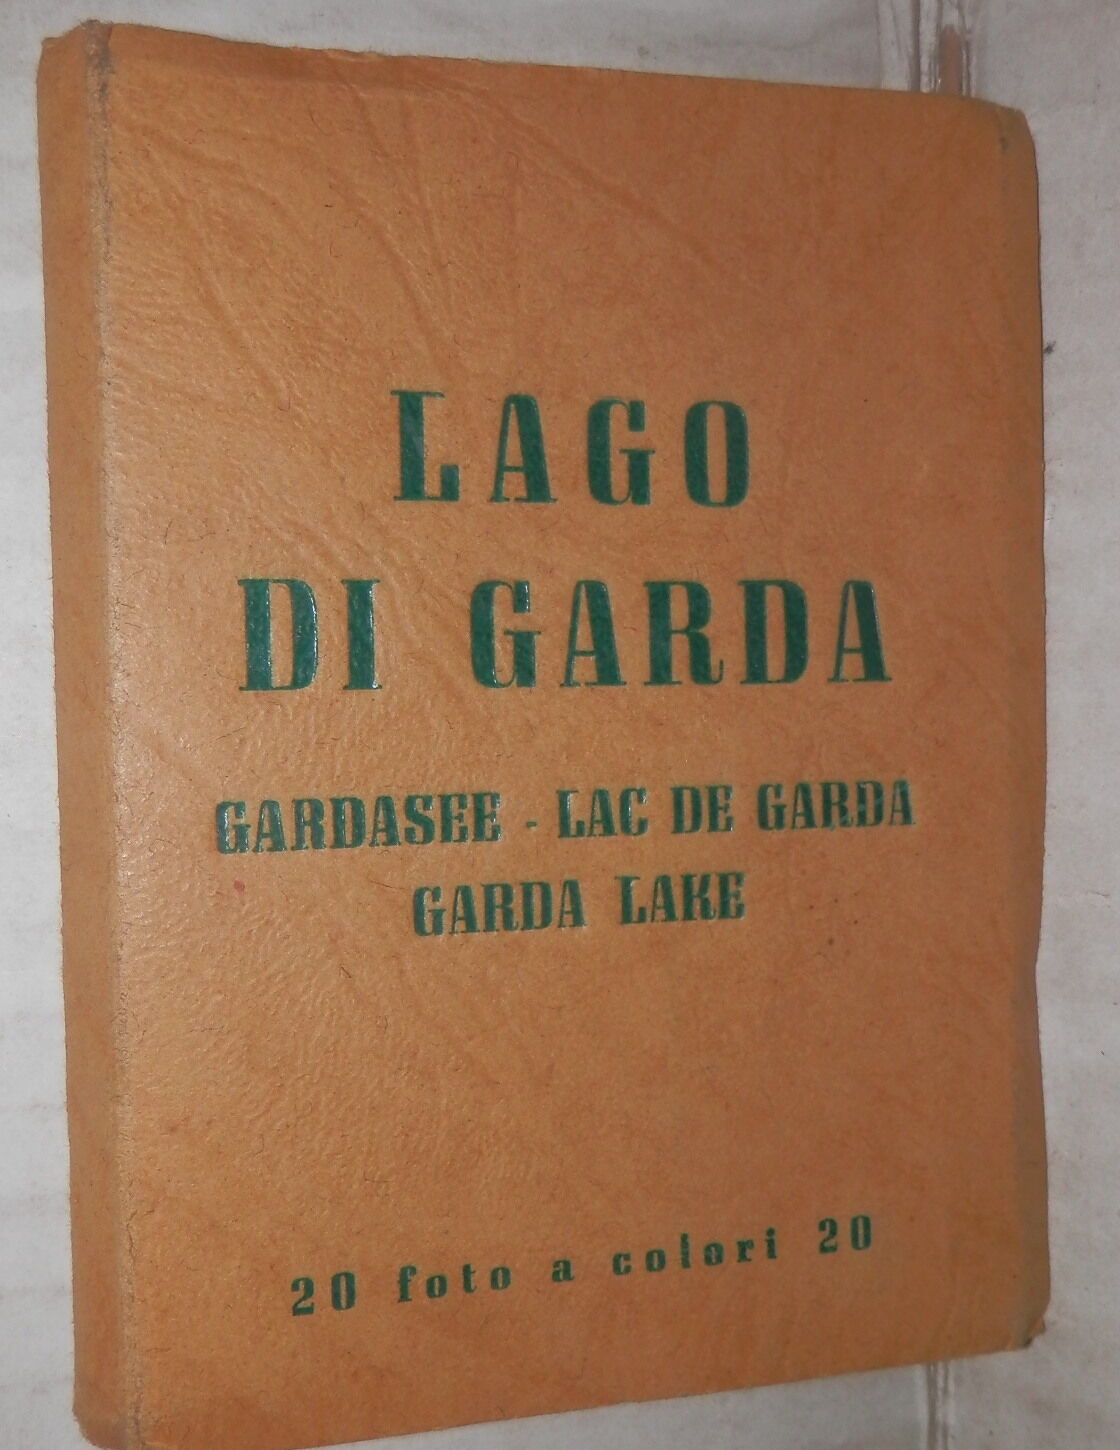 LAGO
DI GARDA
GARDASEE - LAC DE GARDA
GARDA LAKE
20 foto a colori 20